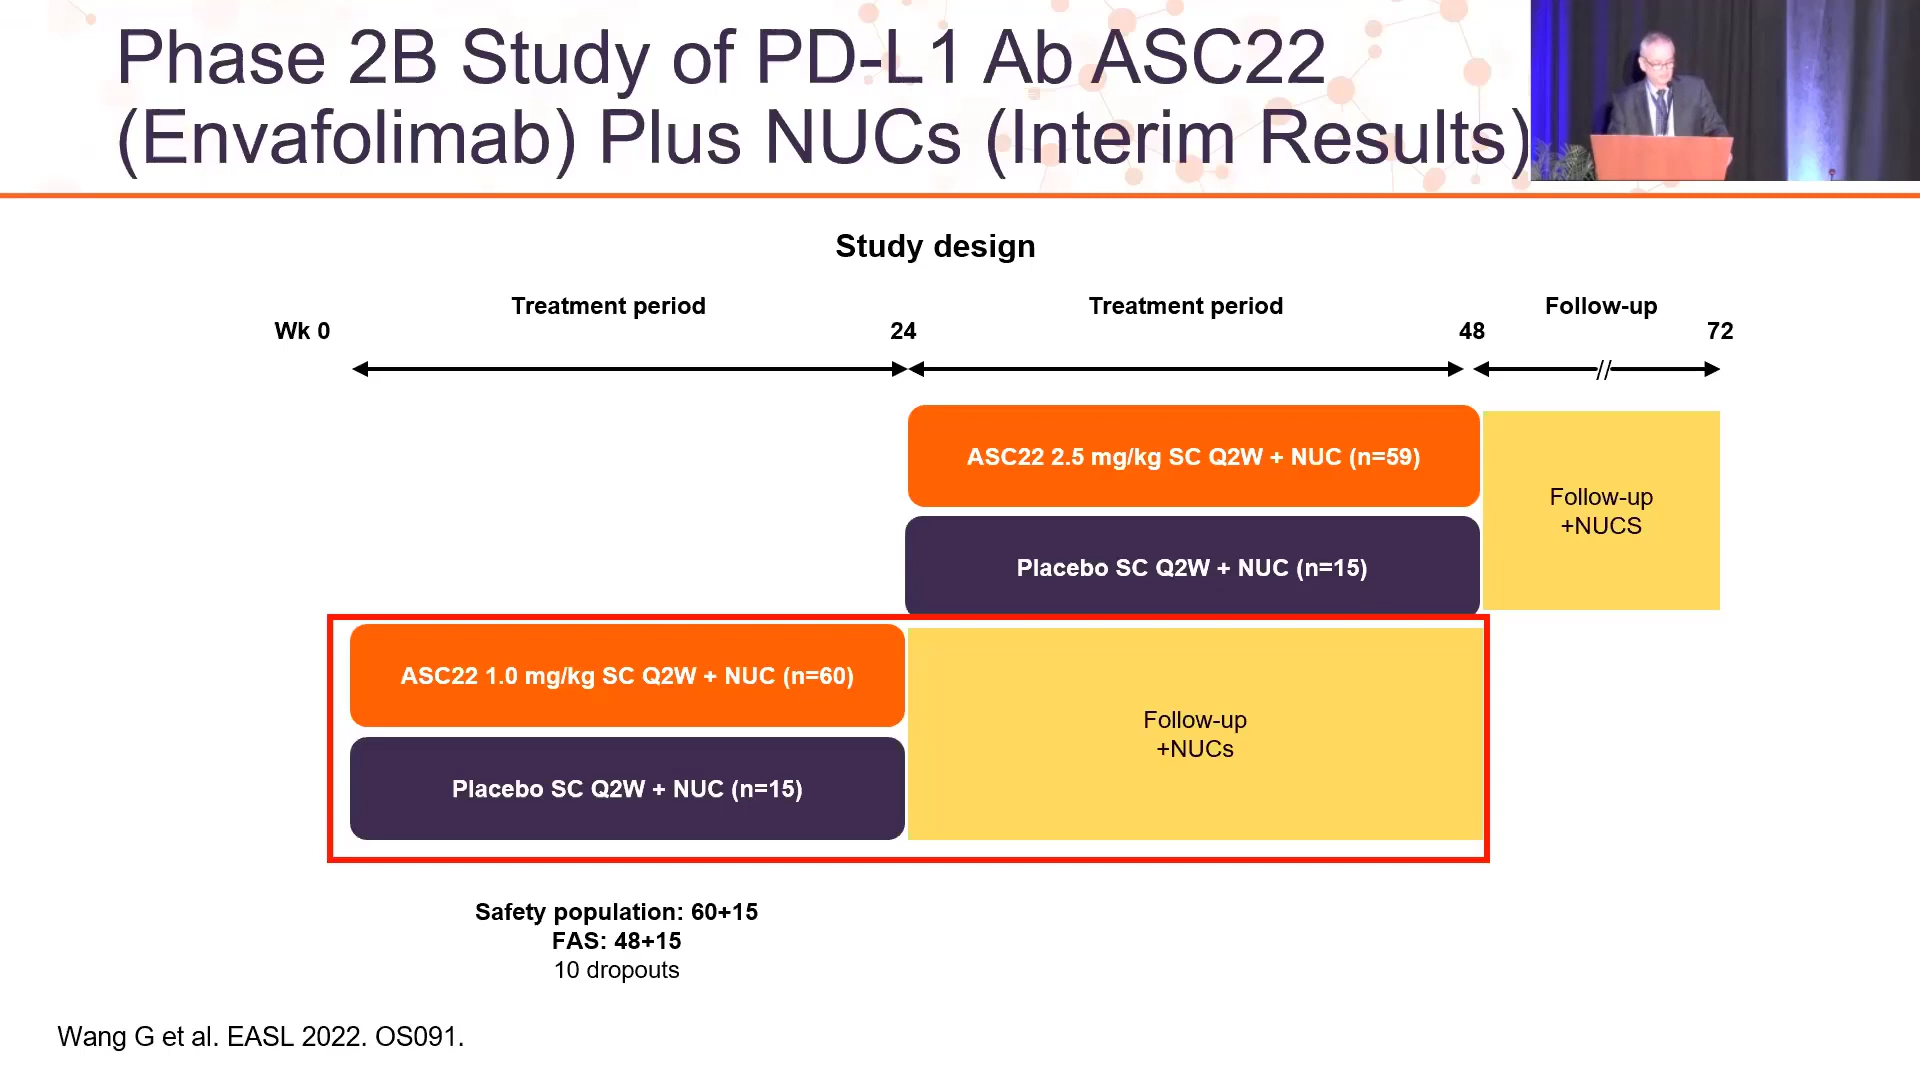 Phase 2B Study of PD-L1 Ab ASC22
(Envafolimab) Plus NUCs (Interim Results)
Study design
Treatment period
Treatment period
Follow-up
Wk 0
24
48
72
ASC22 2.5 mg/kg SC Q2W + NUC (n=59)
Placebo SC Q2W + NUC (n=15)
Follow-up
+NUCS
ASC22 1.0 mg/kg SC Q2W + NUC (n=60)
Placebo SC Q2W + NUC (n=15)
Follow-up
+NUCs
Safety population: 60+15
FAS: 48+15
10 dropouts
Wang G et al. EASL 2022. OS091.